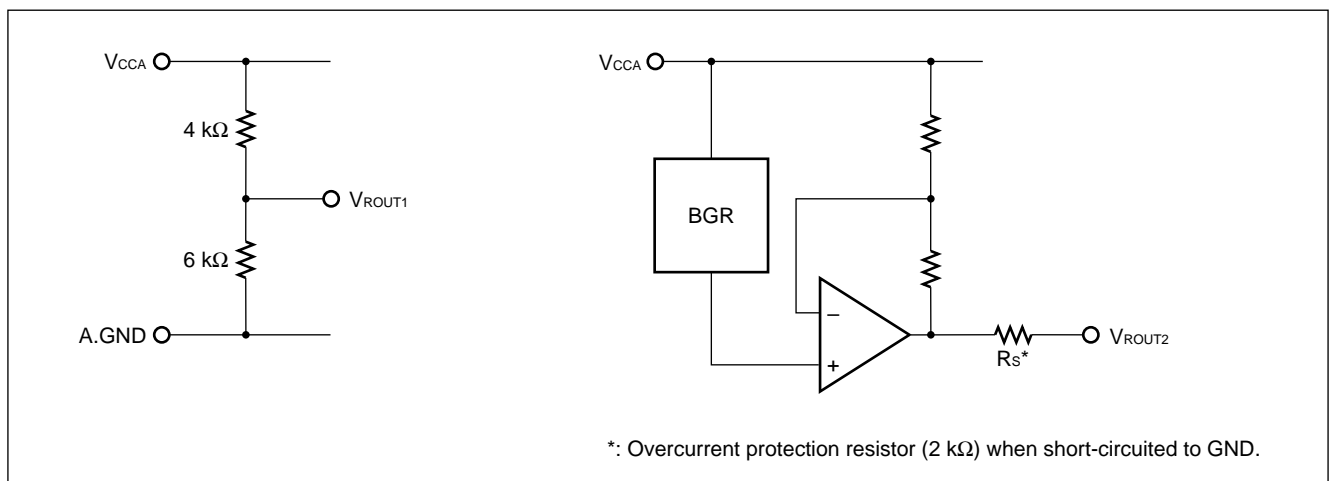 VCCA
4 kΩ
VROUT1
6 kΩ
A.GND
VCCA
BGR
–
+
RS*
VROUT2
*: Overcurrent protection resistor (2 kΩ) when short-circuited to GND.